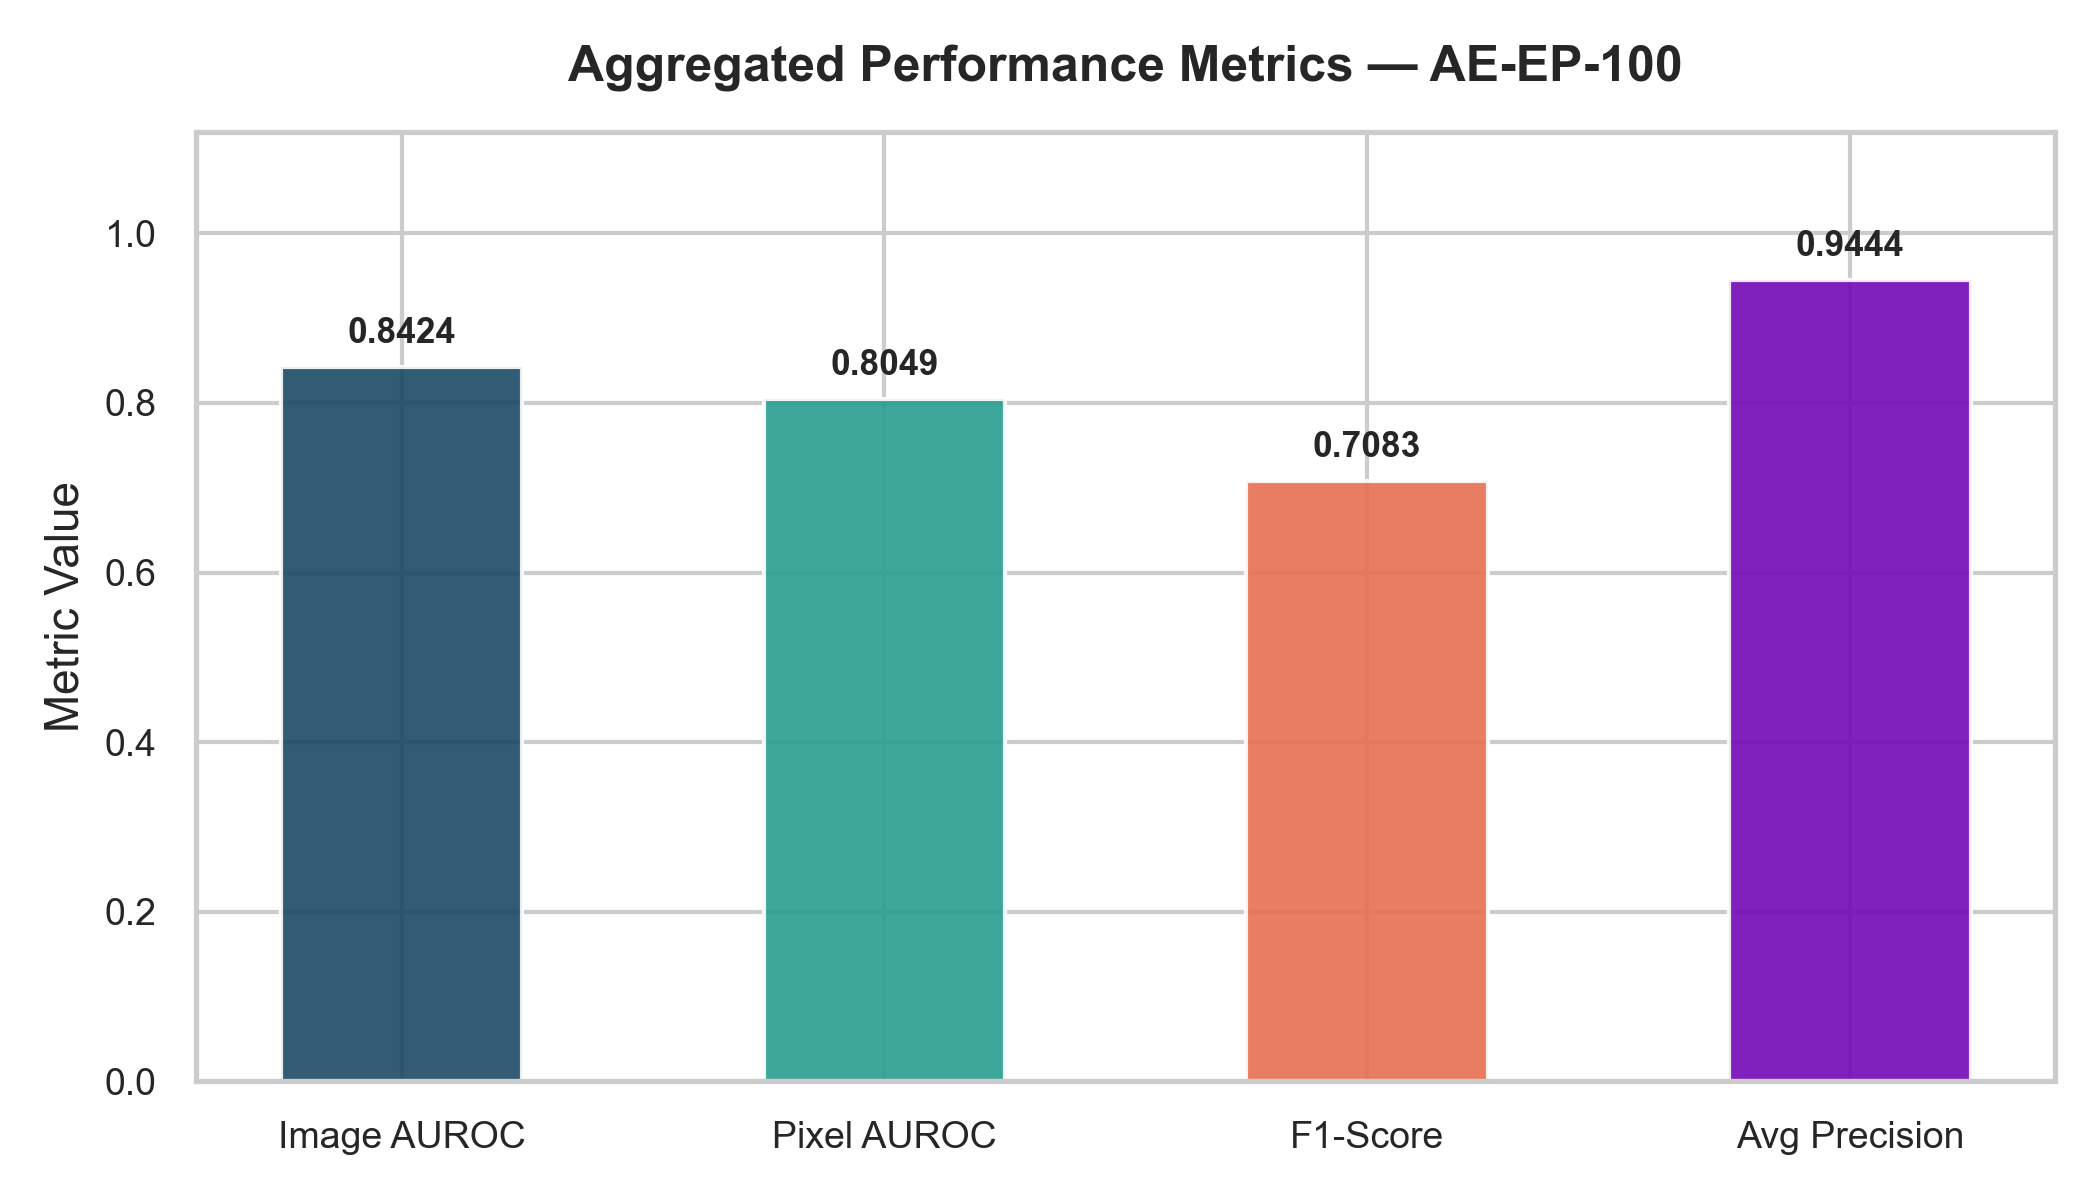 Aggregated Performance Metrics — AE-EP-100
Metric Value
1.0
0.8
0.6
0.4
0.2
0.0
0.8424
0.8049
0.7083
0.9444
Image AUROC
Pixel AUROC
F1-Score
Avg Precision